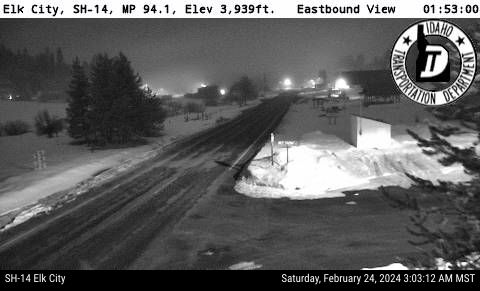 Elk City, SH-14, MP 94.1, Elev 3,939ft. Eastbound View 01:53:00
IDAHO
TRANSPORTATION DEPARTMENT
SH-14 Elk City Saturday, February 24, 2024 3:03:12 AM MST